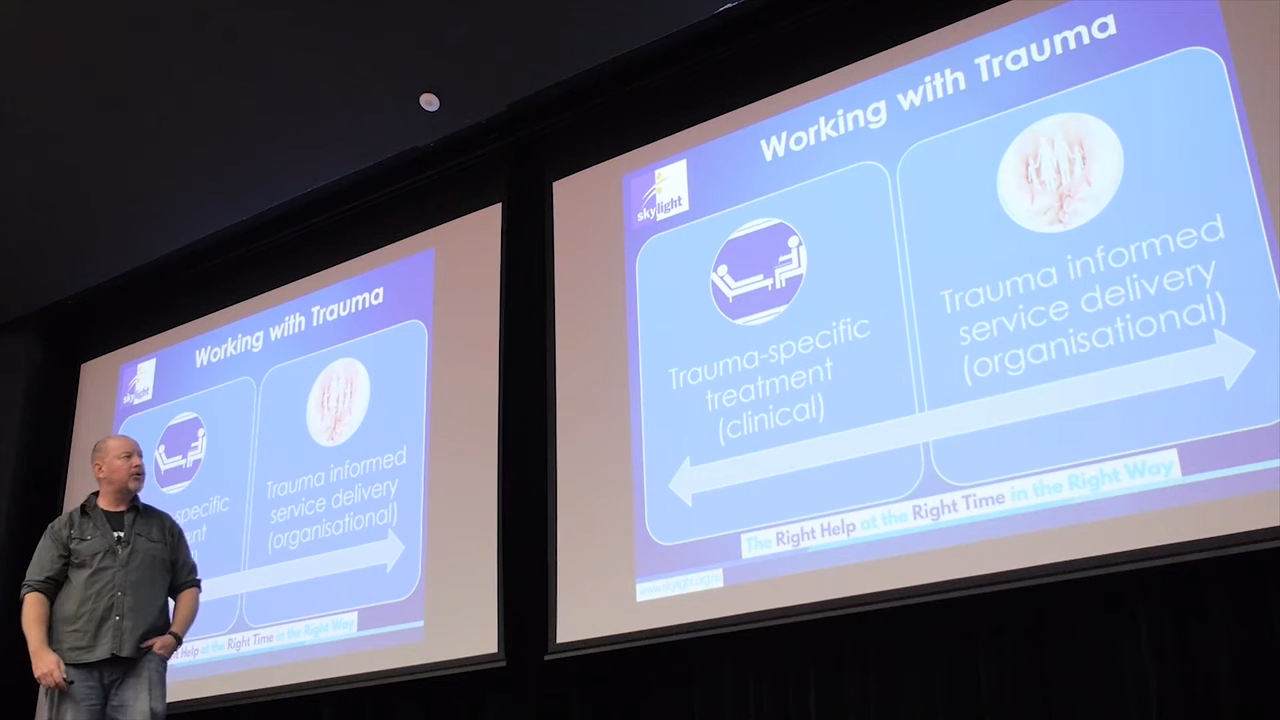 Working with Trauma
skylight
Trauma-specific
treatment
(clinical)
Trauma informed
service delivery
(organisational)
The Right Help at the Right Time in the Right Way
Working with Trauma
skylight
-specific
Trauma informed
service delivery
(organisational)
Help at the Right Time in the Right Way